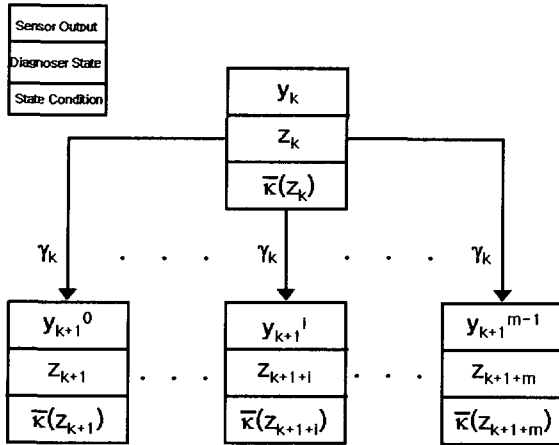 Sensor Output
Diagnoser State
State Condition
y_k
z_k
κ̅(z_k)
γ_k . . . γ_k . . . γ_k
y_{k+1}^0 y_{k+1}^i y_{k+1}^{m-1}
z_{k+1} . . . z_{k+1+i} . . . z_{k+1+m}
κ̅(z_{k+1}) κ̅(z_{k+1+i}) κ̅(z_{k+1+m})